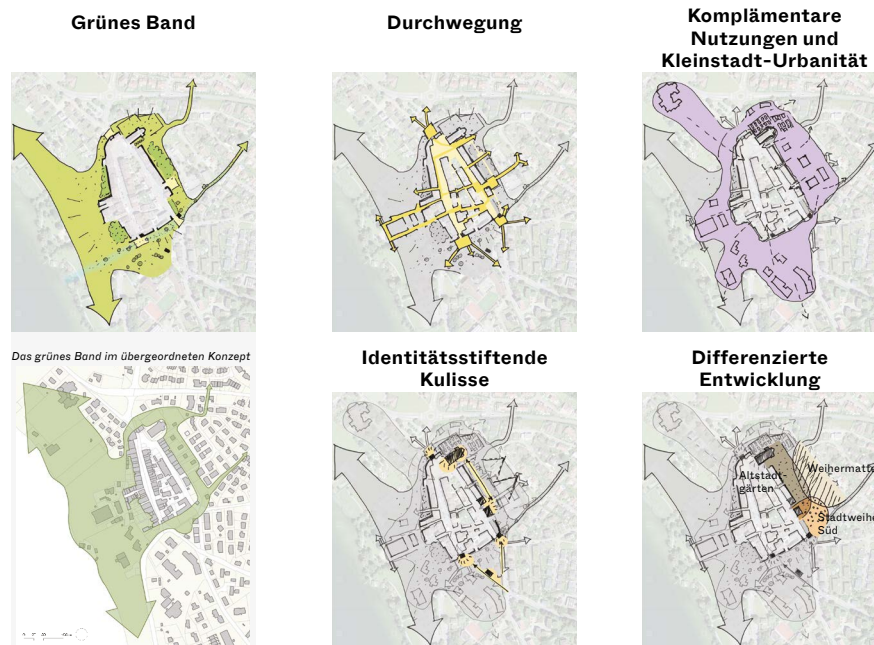 Grünes Band
Durchwegung
Komplämentare
Nutzungen und
Kleinstadt-Urbanität
Das grünes Band im übergeordneten Konzept
Identitätsstiftende
Kulisse
Differenzierte
Entwicklung
Altstadt
gärten
Weihermatte
Stadtweihe
Süd